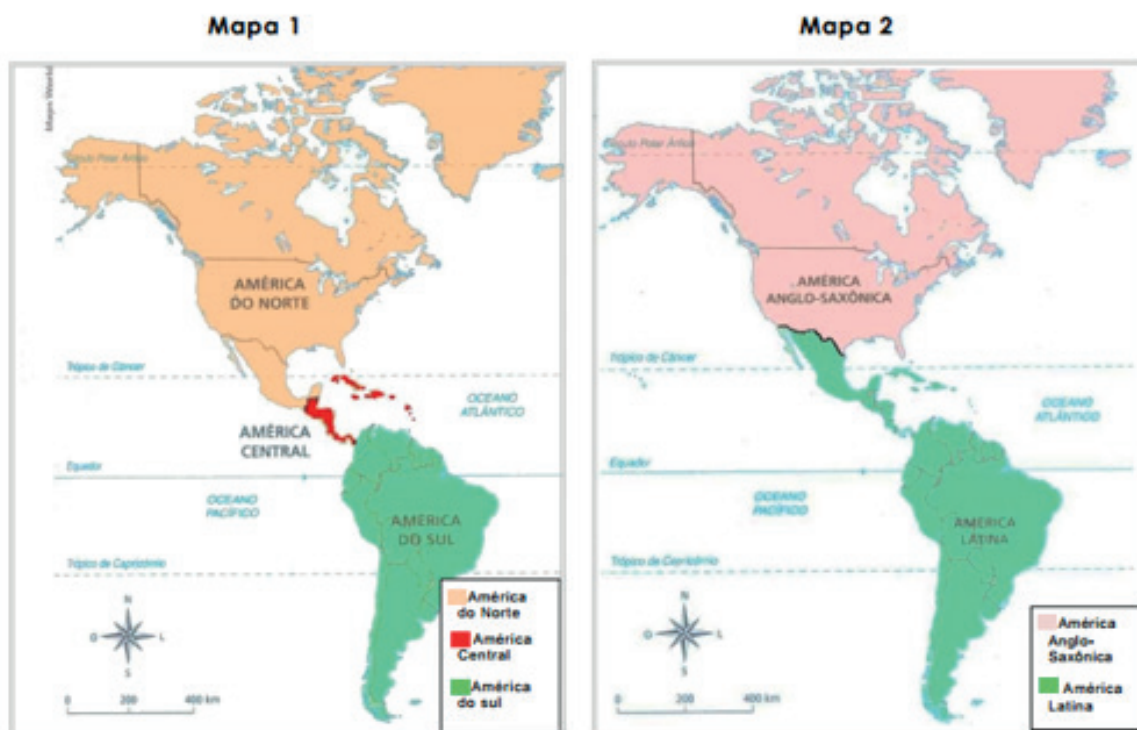 Mapa 1
Círculo Polar Ártico
AMÉRICA
DO NORTE
Trópico de Câncer
OCEANO
ATLÂNTICO
AMÉRICA
CENTRAL
Equador
OCEANO
PACÍFICO
AMÉRICA
DO SUL
Trópico de Capricórnio
N
O
L
S
0
200
400 km
América
do Norte
América
Central
América
do sul
Mapa 2
Círculo Polar Ártico
AMÉRICA
ANGLO-SAXÔNICA
Trópico de Câncer
OCEANO
ATLÂNTICO
Equador
OCEANO
PACÍFICO
AMÉRICA
LATINA
Trópico de Capricórnio
N
O
L
S
0
200
400 km
América
Anglo-
Saxônica
América
Latina